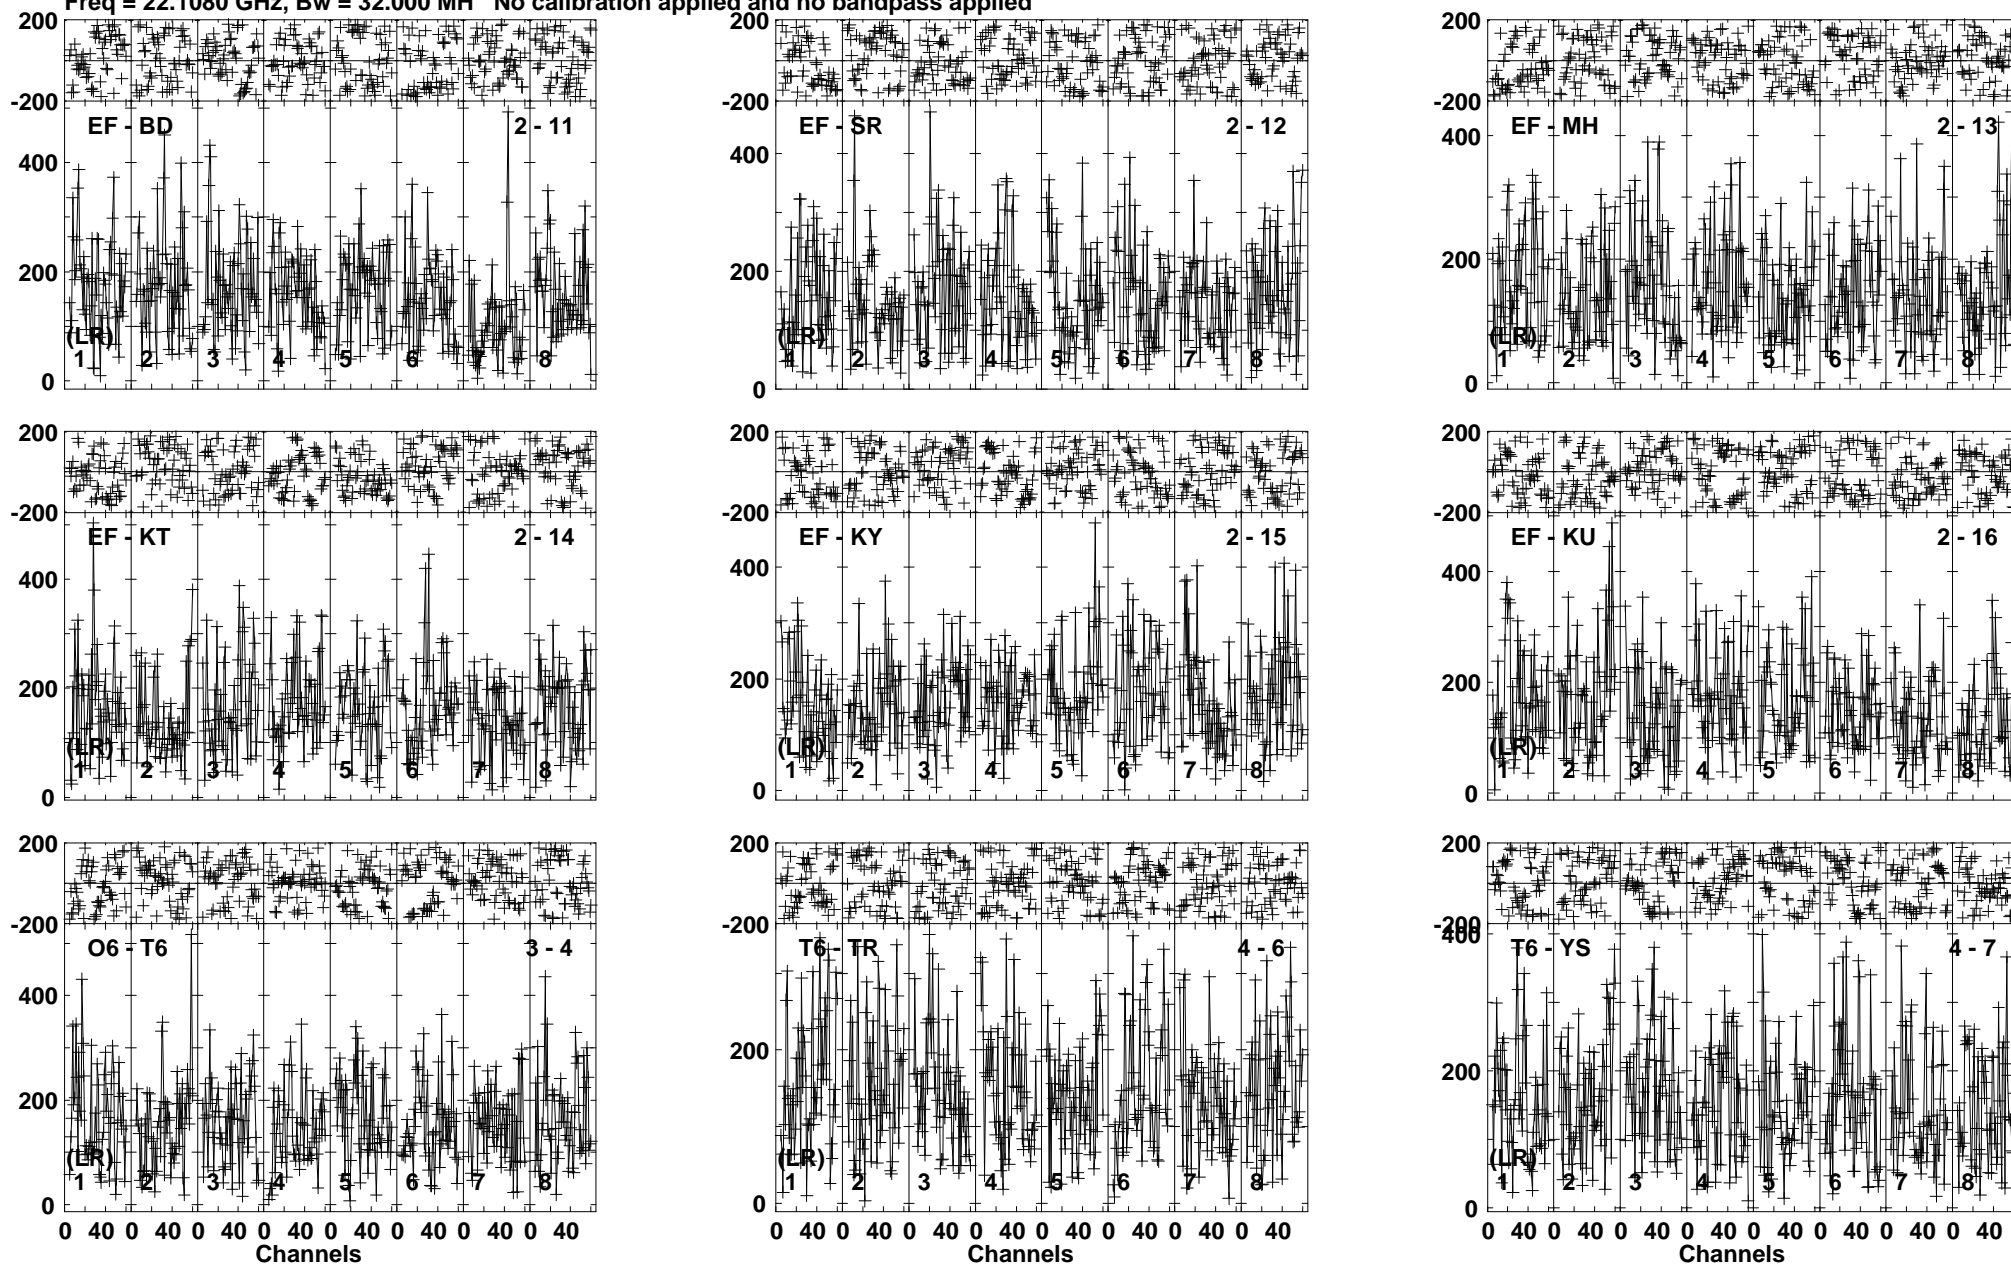 Freq = 22.1080 GHz, Bw = 32.000 MH No calibration applied and no bandpass applied
200 200 200
-200 -200 -200
EF - BD 2 - 11 EF - SR 2 - 12 EF - MH 2 - 13
400 400 400
200 200 200
(LR) (LR) (LR)
1 2 3 4 5 6 7 8 1 2 3 4 5 6 7 8 1 2 3 4 5 6 7 8
0 0 0
200 200 200
-200 -200 -200
EF - KT 2 - 14 EF - KY 2 - 15 EF - KU 2 - 16
400 400 400
200 200 200
(LR) (LR) (LR)
1 2 3 4 5 6 7 8 1 2 3 4 5 6 7 8 1 2 3 4 5 6 7 8
0 0 0
200 200 200
-200 -200 -200
400
O6 - T6 3 - 4 T6 - TR 4 - 6 T6 - YS 4 - 7
400
200 200 200
(LR) (LR) (LR)
1 2 3 4 5 6 7 8 1 2 3 4 5 6 7 8 1 2 3 4 5 6 7 8
0 0 0
0 40 0 40 0 40 0 40 0 40 0 40 0 40 0 40 0 40 0 40 0 40 0 40 0 40 0 40 0 40 0 40 0 40 0 40 0 40 0 40 0 40 0 40 0 40 0 40
Channels Channels Channels